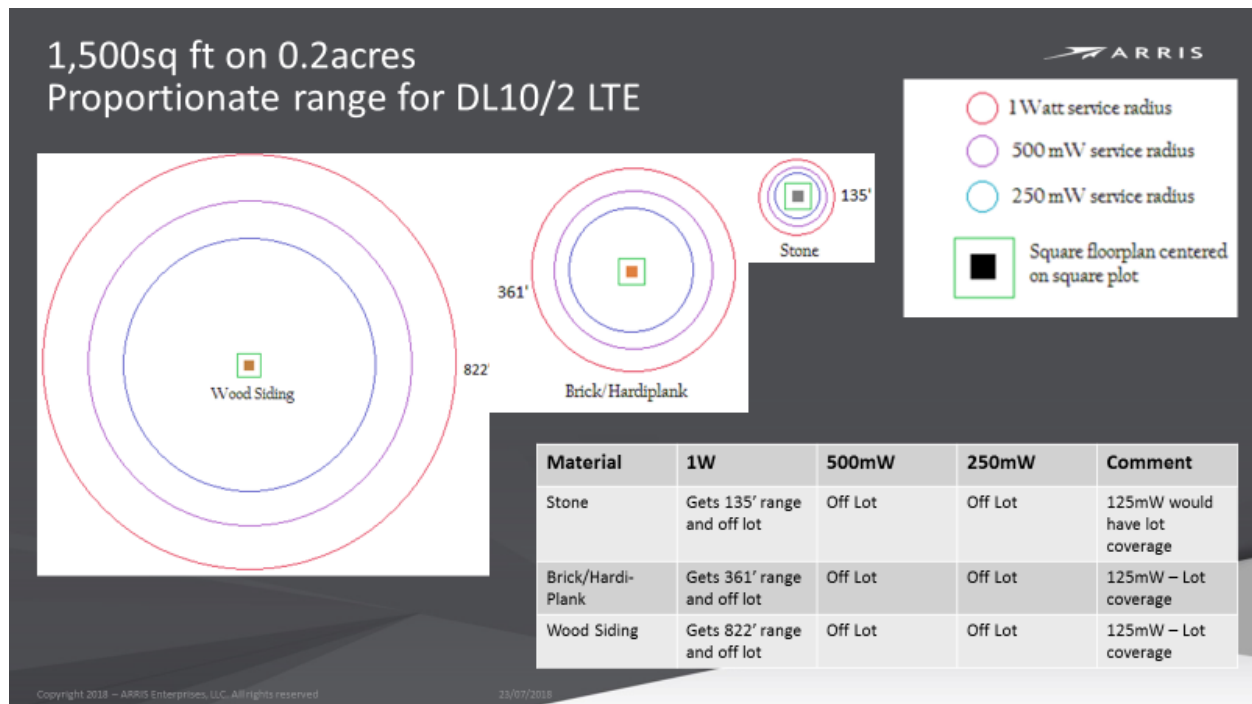 1,500sq ft on 0.2acres
Proportionate range for DL10/2 LTE
ARRIS
1 Watt service radius
500 mW service radius
250 mW service radius
Square floorplan centered
on square plot
822'
Wood Siding
361'
Brick/Hardiplank
135'
Stone
Material 1W 500mW 250mW Comment
Stone Gets 135' range Off Lot Off Lot 125mW would
and off lot have lot
coverage
Brick/Hardi- Gets 361' range Off Lot Off Lot 125mW – Lot
Plank and off lot coverage
Wood Siding Gets 822' range Off Lot Off Lot 125mW – Lot
and off lot coverage
Copyright 2018 – ARRIS Enterprises, LLC. All rights reserved 23/07/2018